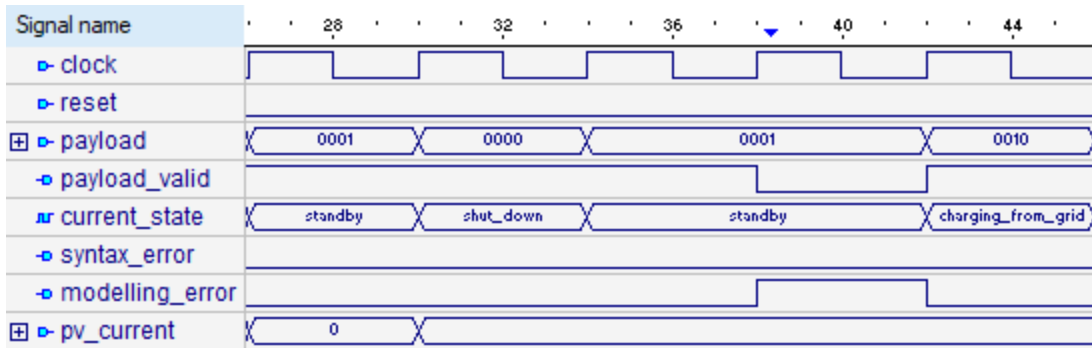 Signal name 28 32 36 40 44
clock
reset
payload 0001 0000 0001 0010
payload_valid
current_state standby shut_down standby charging_from_grid
syntax_error
modelling_error
pv_current 0